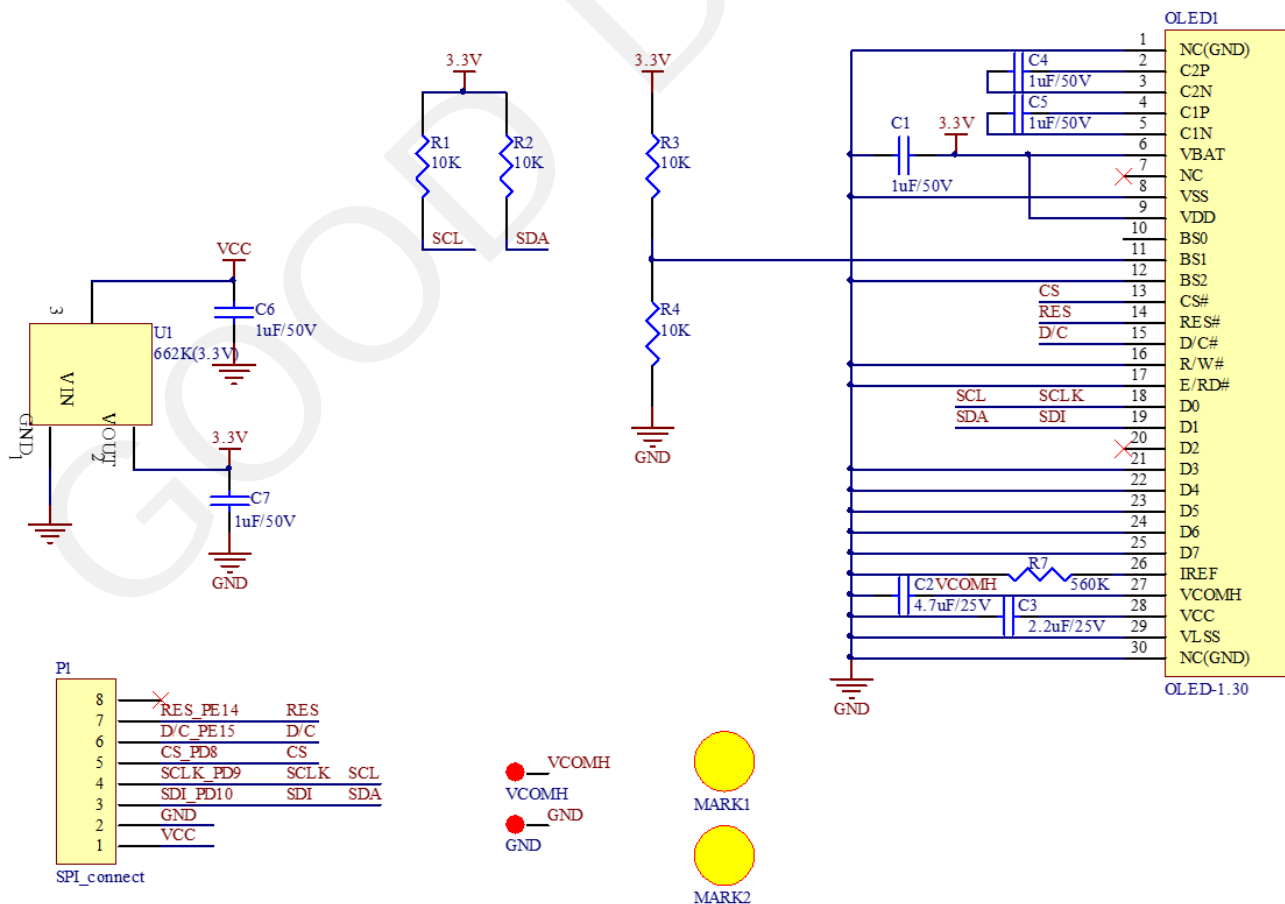 GOOD D
OLED1
1 NC(GND)
2 C2P
3 C2N
4 C1P
5 C1N
6 VBAT
7 NC
8 VSS
9 VDD
10 BS0
11 BS1
12 BS2
13 CS#
14 RES#
15 D/C#
16 R/W#
17 E/RD#
18 D0
19 D1
20 D2
21 D3
22 D4
23 D5
24 D6
25 D7
26 IREF
27 VCOMH
28 VCC
29 VLSS
30 NC(GND)
OLED-1.30
C4
1uF/50V
C5
1uF/50V
C1
3.3V
1uF/50V
CS
RES
D/C
SCL SCLK
SDA SDI
R7
560K
C2 VCOMH
4.7uF/25V
C3
2.2uF/25V
GND
3.3V
R1
10K
R2
10K
SCL
SDA
3.3V
R3
10K
R4
10K
GND
VCC
C6
1uF/50V
U1
662K(3.3V)
3
VIN
GND
1
VOUT
2
3.3V
C7
1uF/50V
GND
P1
8
7 RES_PE14 RES
6 D/C_PE15 D/C
5 CS_PD8 CS
4 SCLK_PD9 SCLK SCL
3 SDI_PD10 SDI SDA
2 GND
1 VCC
SPI_connect
VCOMH
VCOMH
GND
GND
MARK1
MARK2